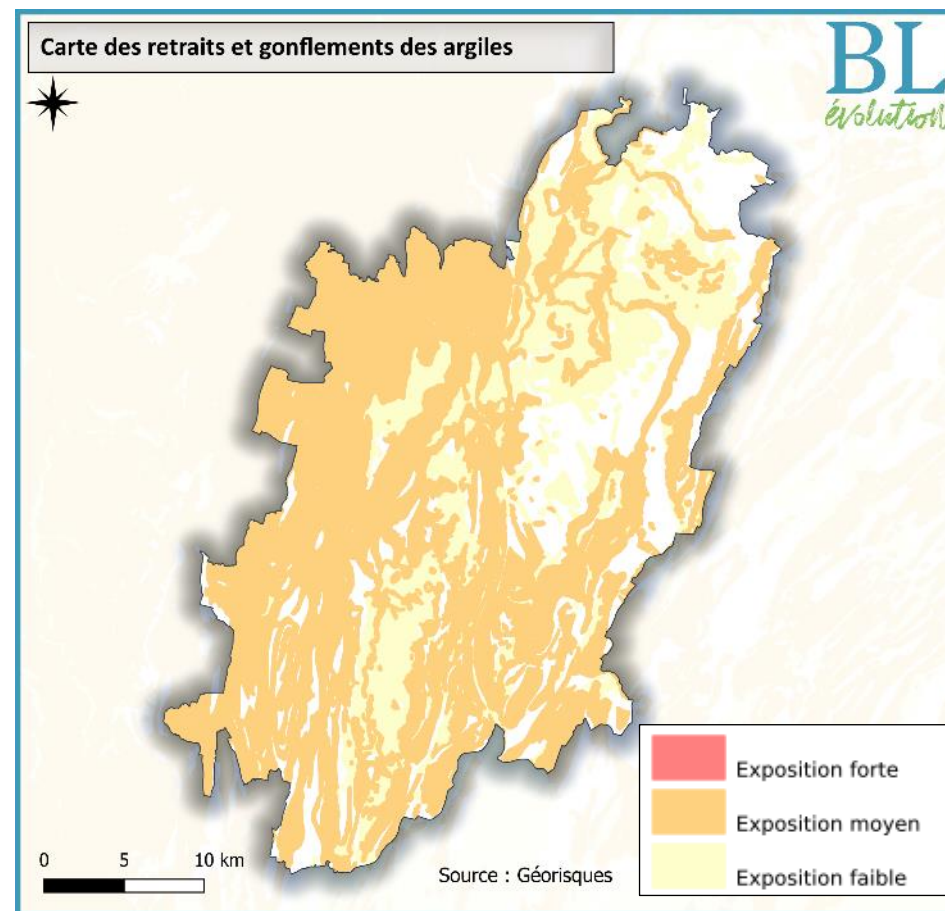 Carte des retraits et gonflements des argiles
BL
évolution
Exposition forte
Exposition moyen
Exposition faible
0 5 10 km
Source : Géorisques